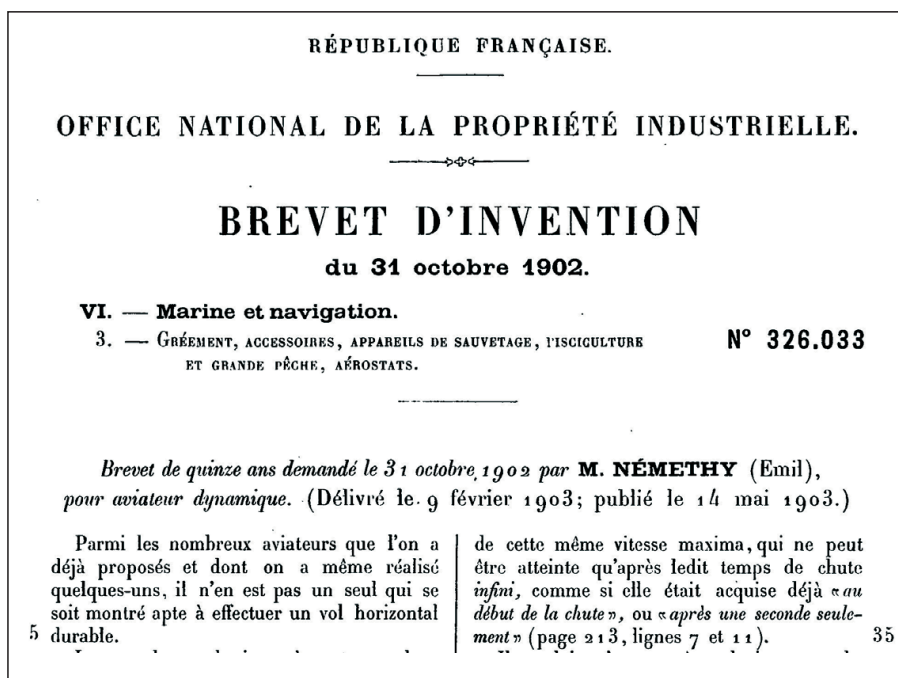 RÉPUBLIQUE FRANÇAISE.
OFFICE NATIONAL DE LA PROPRIÉTÉ INDUSTRIELLE.
BREVET D'INVENTION
du 31 octobre 1902.
VI. — Marine et navigation.
3. — GRÉEMENT, ACCESSOIRES, APPAREILS DE SAUVETAGE, PISCICULTURE
ET GRANDE PÊCHE, AÉROSTATS.
N° 326.033
Brevet de quinze ans demandé le 31 octobre 1902 par M. NÉMETHY (Emil),
pour aviateur dynamique. (Délivré le 9 février 1903; publié le 14 mai 1903.)
Parmi les nombreux aviateurs que l'on a
déjà proposés et dont on a même réalisé
quelques-uns, il n'en est pas un seul qui se
soit montré apte à effectuer un vol horizontal
5 durable.
de cette même vitesse maxima, qui ne peut
être atteinte qu'après ledit temps de chute
infini, comme si elle était acquise déjà «au
début de la chute», ou «après une seconde seule-
ment» (page 213, lignes 7 et 11). 35